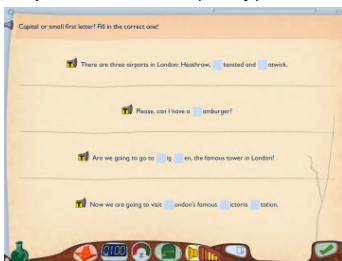 Capital or small first letter? Fill in the correct one!
There are three airports in London: Heathrow, tansted and atwick.
Please, can I have a amburger?
Are we going to go to ig en, the famous tower in London?
Now we are going to visit ondon's famous ictoria tation.